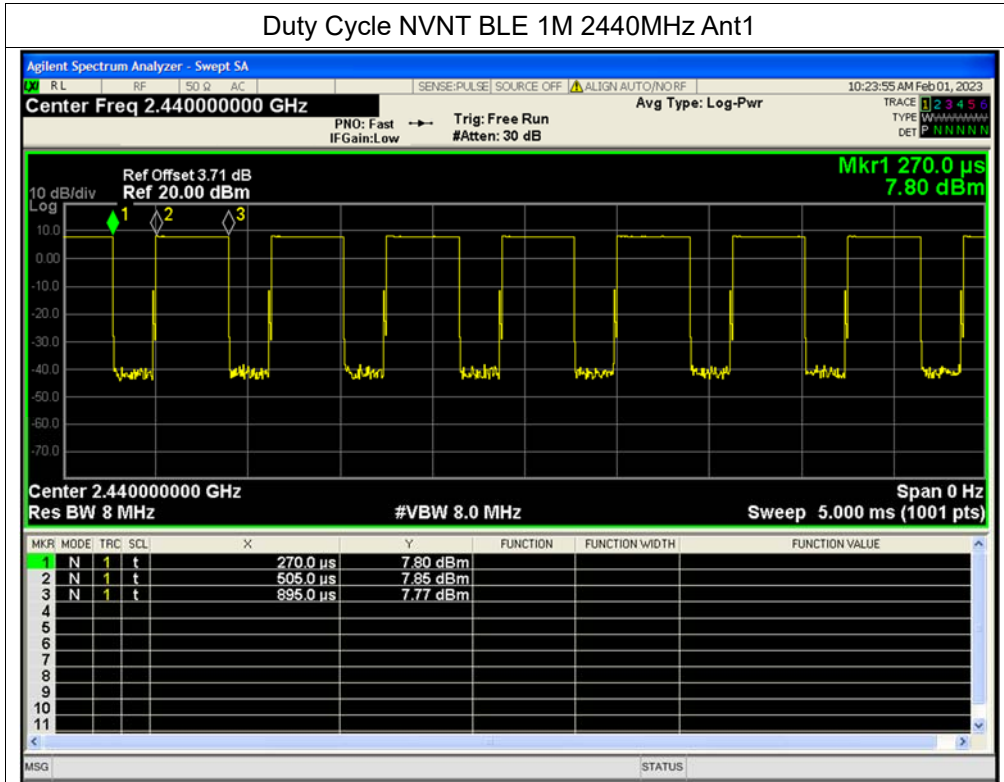 Duty Cycle NVNT BLE 1M 2440MHz Ant1
Agilent Spectrum Analyzer - Swept SA
LXI RL RF 50 Ω AC SENSE:PULSE SOURCE OFF ALIGN AUTO/NO RF 10:23:55 AM Feb 01, 2023
Center Freq 2.440000000 GHz Avg Type: Log-Pwr TRACE 1 2 3 4 5 6
PNO: Fast Trig: Free Run TYPE W
IFGain:Low #Atten: 30 dB DET P N N N N N
Mkr1 270.0 µs
Ref Offset 3.71 dB
10 dB/div Ref 20.00 dBm 7.80 dBm
Log
1 2 3
10.0
0.00
-10.0
-20.0
-30.0
-40.0
-50.0
-60.0
-70.0
Center 2.440000000 GHz Span 0 Hz
Res BW 8 MHz #VBW 8.0 MHz Sweep 5.000 ms (1001 pts)
MKR MODE TRC SCL X Y FUNCTION FUNCTION WIDTH FUNCTION VALUE
1 N 1 t 270.0 µs 7.80 dBm
2 N 1 t 505.0 µs 7.85 dBm
3 N 1 t 895.0 µs 7.77 dBm
4
5
6
7
8
9
10
11
MSG STATUS